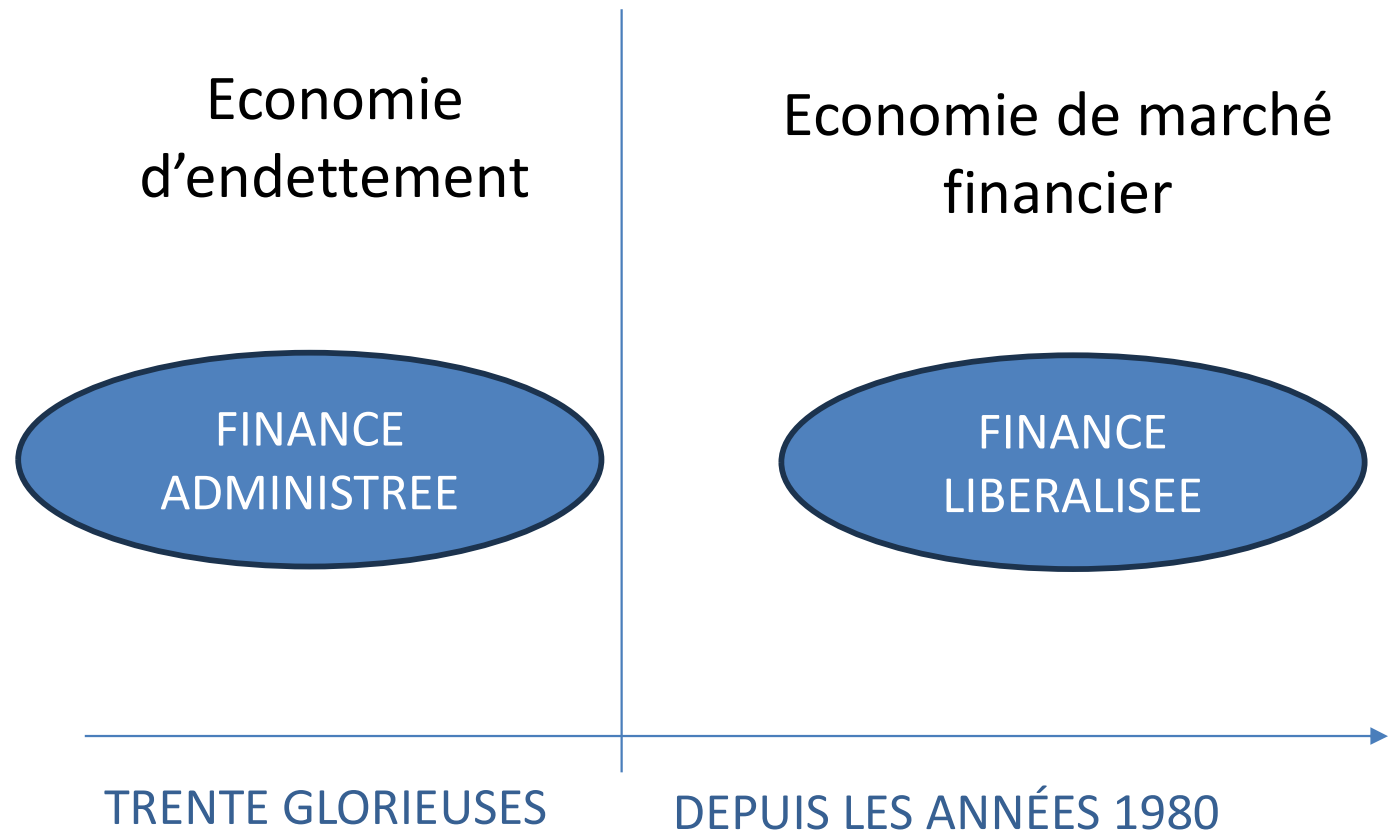 Economie
d’endettement
Economie de marché
financier
FINANCE
ADMINISTREE
FINANCE
LIBERALISEE
TRENTE GLORIEUSES
DEPUIS LES ANNÉES 1980